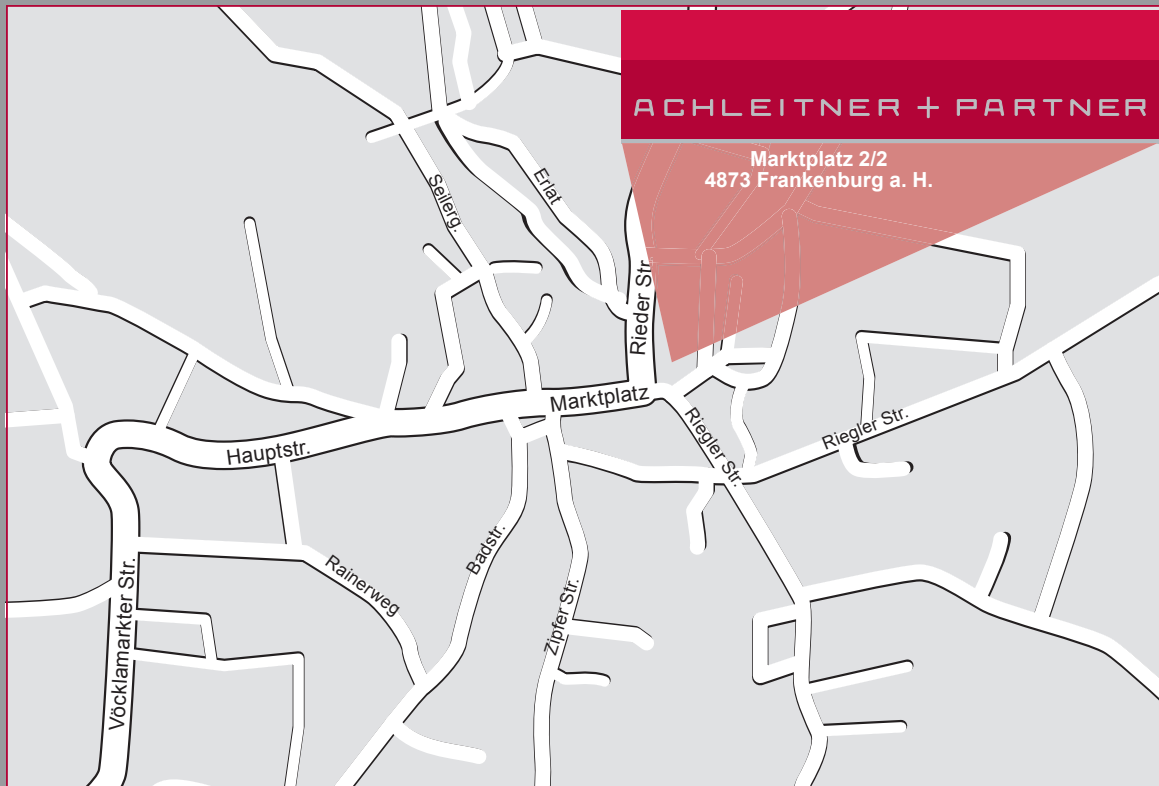 ACHLEITNER + PARTNER
Marktplatz 2/2
4873 Frankenburg a. H.
Seilerg.
Erlat
Rieder Str.
Marktplatz
Hauptstr.
Riegler Str.
Riegler Str.
Badstr.
Rainerweg
Zipfer Str.
Vöcklamarkter Str.